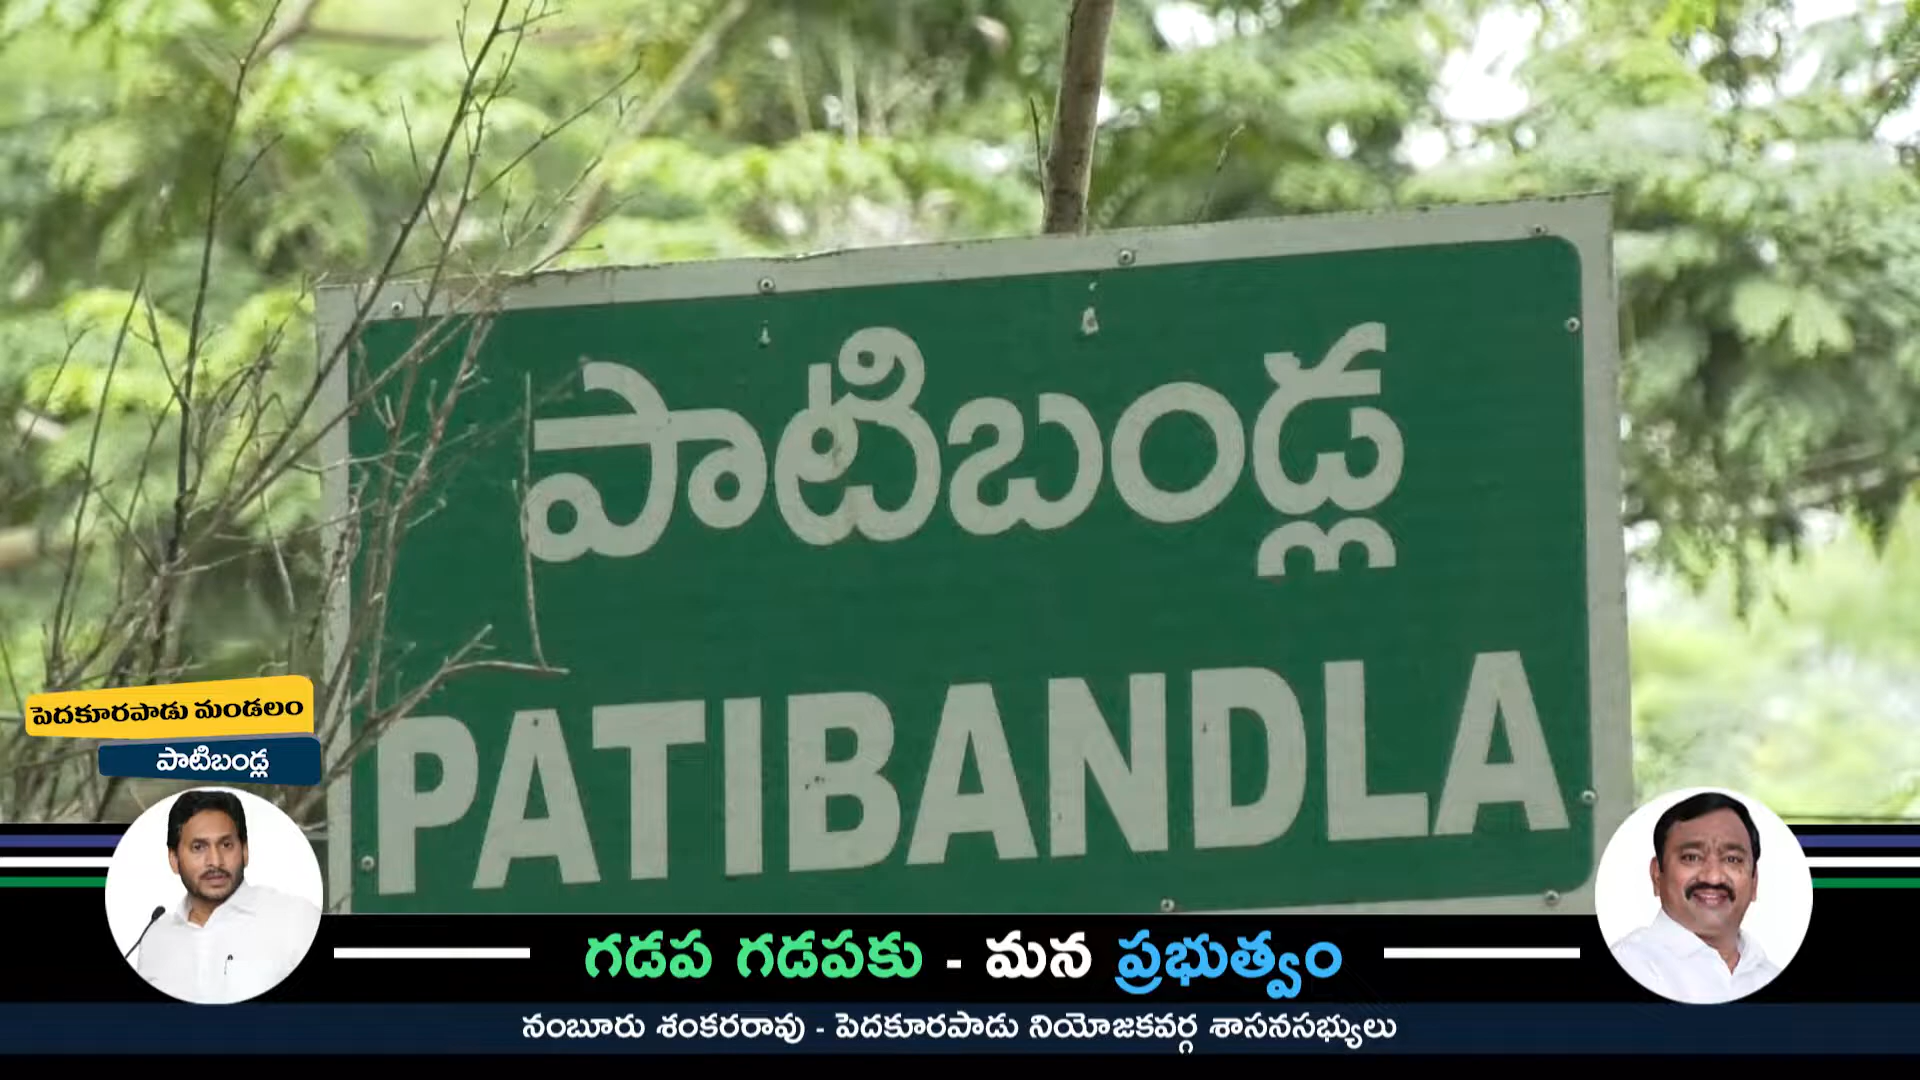 పాటిబండ్ల
PATIBANDLA
పెదకూరపాడు మండలం
పాటిబండ్ల
గడప గడపకు - మన ప్రభుత్వం
నంబూరు శంకరరావు - పెదకూరపాడు నియోజకవర్గ శాసనసభ్యులు